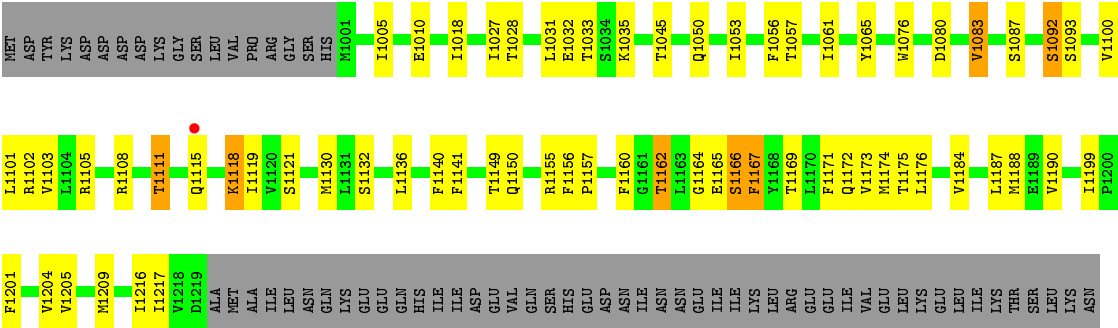 MET ASP TYR LYS ASP ASP ASP ASP LYS GLY SER LEU VAL PRO ARG GLY SER HIS M1001 I1005 E1010 I1018 I1027 T1028 L1031 E1032 T1033 S1034 K1035 T1045 Q1050 I1053 F1056 T1057 I1061 Y1065 W1076 D1080 V1083 S1087 S1092 S1093 V1100
L1101 R1102 V1103 L1104 R1105 R1108 T1111 Q1115 K1118 I1119 V1120 S1121 M1130 L1131 S1132 L1136 F1140 F1141 T1149 Q1150 R1155 F1156 P1157 F1160 G1161 T1162 L1163 G1164 E1165 S1166 F1167 Y1168 T1169 L1170 F1171 Q1172 V1173 M1174 T1175 L1176 V1184 L1187 M1188 E1189 V1190 I1199 P1200
F1201 V1204 V1205 M1209 I1216 I1217 V1218 D1219 ALA MET ALA ILE LEU ASN GLN LYS GLU GLU GLN HIS ILE ILE ASP GLU VAL GLN SER HIS GLU ASP ASN ILE ASN ASN GLU ILE ILE LYS LEU ARG GLU GLU ILE VAL GLU LEU LYS GLU LEU ILE LYS THR SER LEU LYS ASN